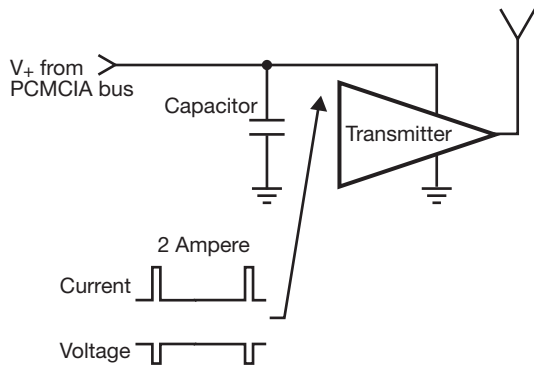 V+ from
PCMCIA bus
Capacitor
Transmitter
2 Ampere
Current
Voltage